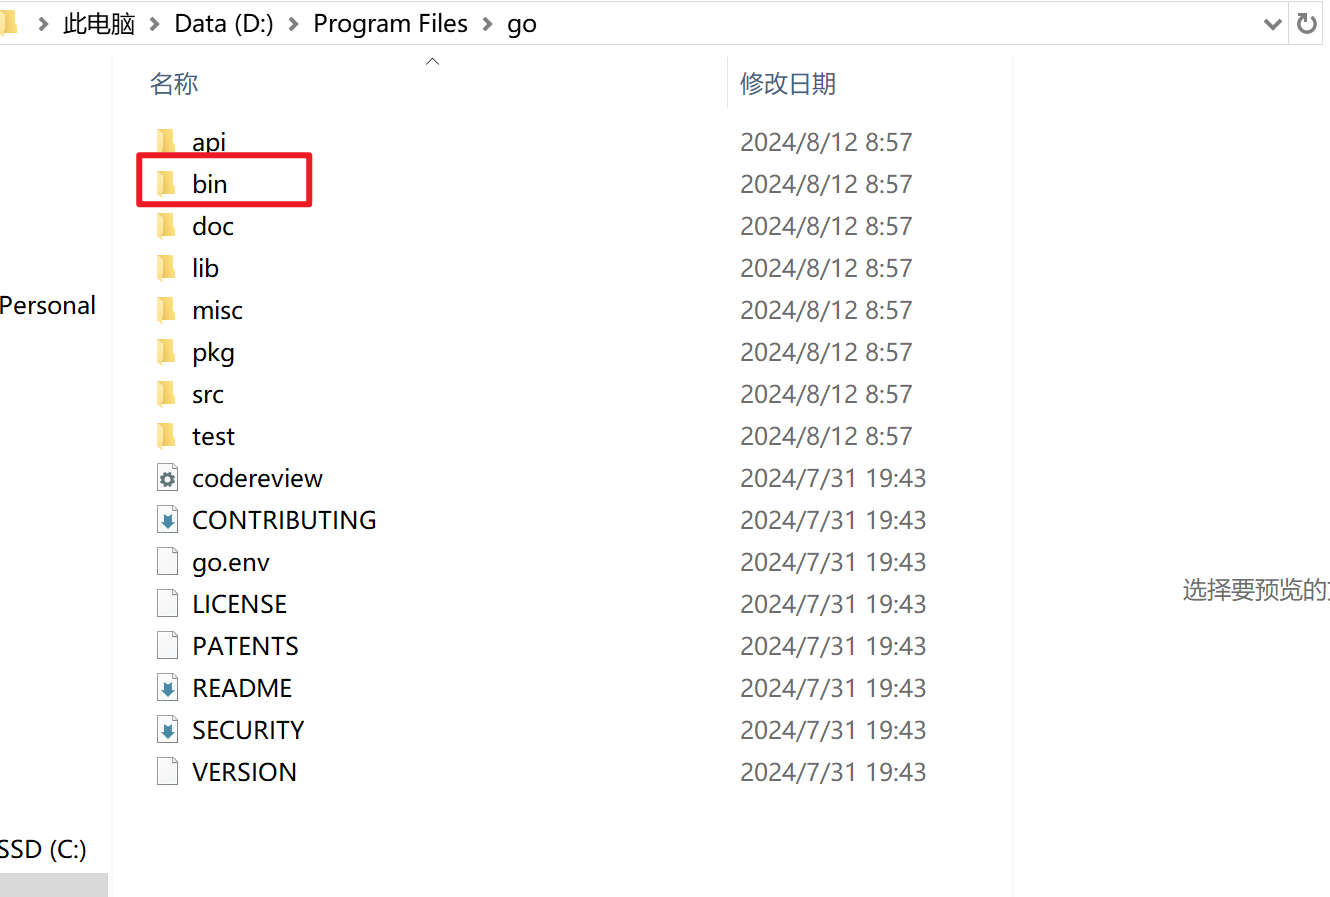 此电脑 > Data (D:) > Program Files > go
名称 修改日期
api 2024/8/12 8:57
bin 2024/8/12 8:57
doc 2024/8/12 8:57
lib 2024/8/12 8:57
Personal
misc 2024/8/12 8:57
pkg 2024/8/12 8:57
src 2024/8/12 8:57
test 2024/8/12 8:57
codereview 2024/7/31 19:43
CONTRIBUTING 2024/7/31 19:43
go.env 2024/7/31 19:43
选择要预览的
LICENSE 2024/7/31 19:43
PATENTS 2024/7/31 19:43
README 2024/7/31 19:43
SECURITY 2024/7/31 19:43
VERSION 2024/7/31 19:43
SSD (C:)